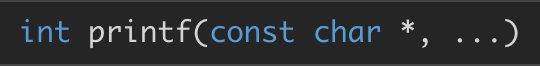 int printf(const char *, ...)